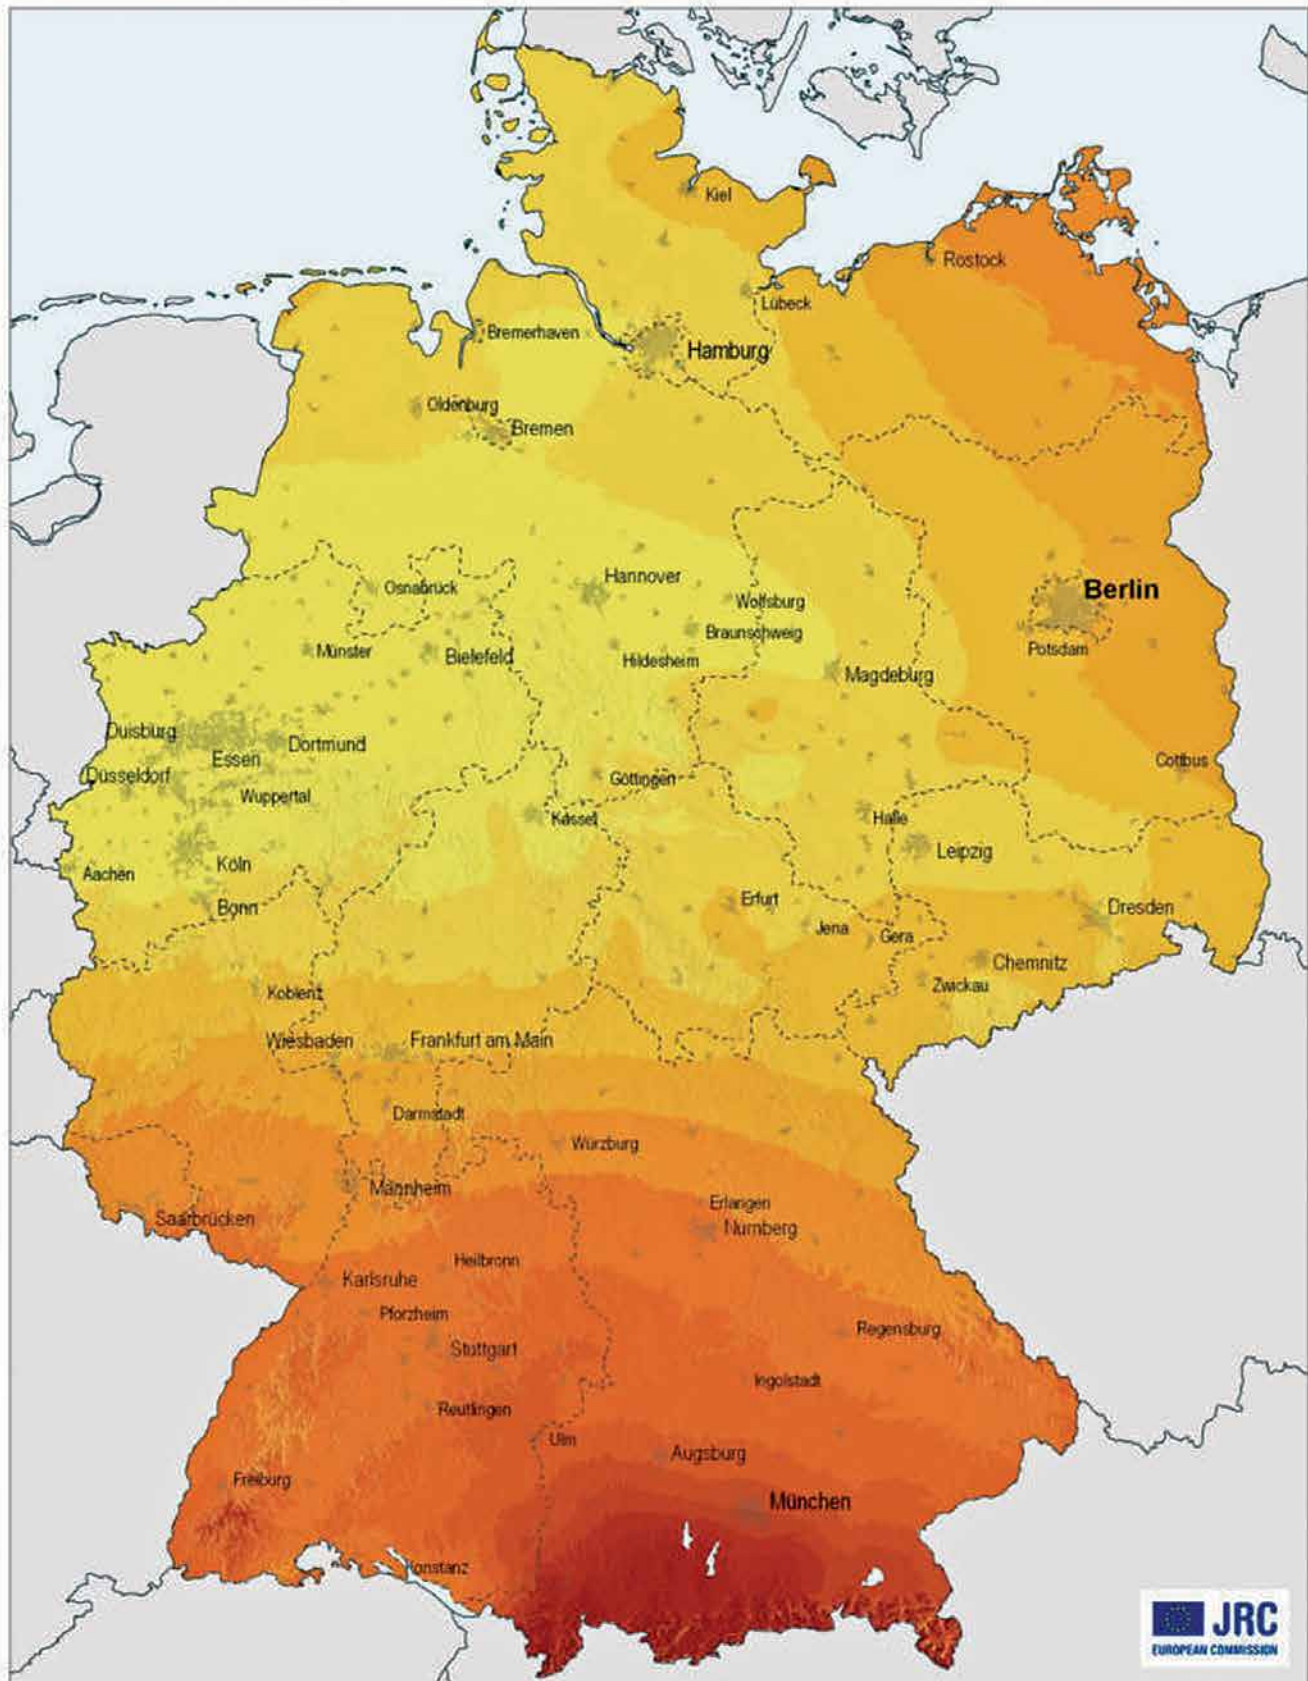 Kiel
Rostock
Lübeck
Bremerhaven
Hamburg
Oldenburg
Bremen
Osnabrück
Hannover
Wolfsburg
Berlin
Braunschweig
Münster
Bielefeld
Hildesheim
Potsdam
Magdeburg
Duisburg
Dortmund
Essen
Düsseldorf
Cottbus
Göttingen
Wuppertal
Kassel
Halle
Leipzig
Köln
Aachen
Bonn
Erfurt
Dresden
Jena
Gera
Chemnitz
Zwickau
Koblenz
Wiesbaden
Frankfurt am Main
Darmstadt
Würzburg
Mannheim
Erlangen
Saarbrücken
Nürnberg
Heilbronn
Karlsruhe
Pforzheim
Regensburg
Stuttgart
Ingolstadt
Reutlingen
Ulm
Augsburg
Freiburg
München
Konstanz
JRC
EUROPEAN COMMISSION